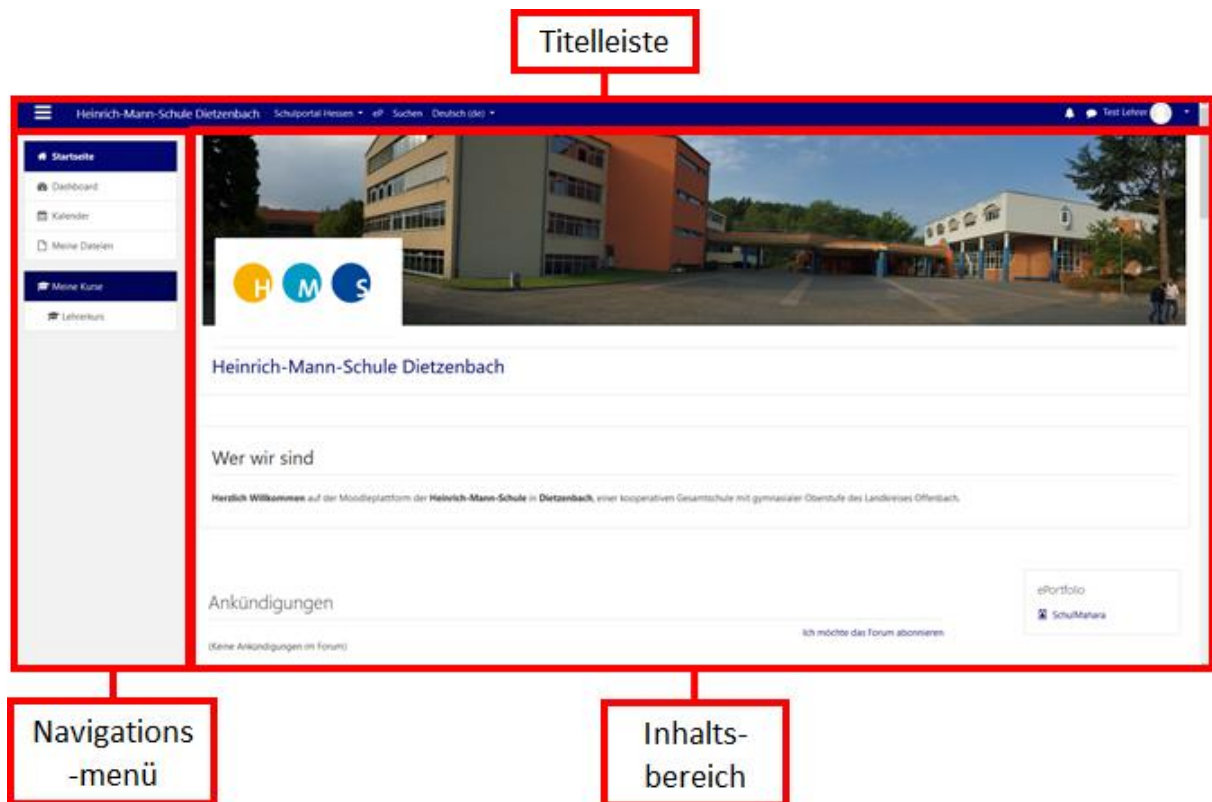 Titelleiste
Heinrich-Mann-Schule Dietzenbach Schulportal Hessen eP Suchen Deutsch (de) Test Lehrer
Startseite
Dashboard
Kalender
Meine Dateien
Meine Kurse
Lehrerkurs
H M S
Heinrich-Mann-Schule Dietzenbach
Wer wir sind
Herzlich Willkommen auf der Moodleplattform der Heinrich-Mann-Schule in Dietzenbach, einer kooperativen Gesamtschule mit gymnasialer Oberstufe des Landkreises Offenbach.
Ankündigungen
Ich möchte das Forum abonnieren
(Keine Ankündigungen im Forum)
ePortfolio
SchulMahara
Navigations
-menü
Inhalts-
bereich